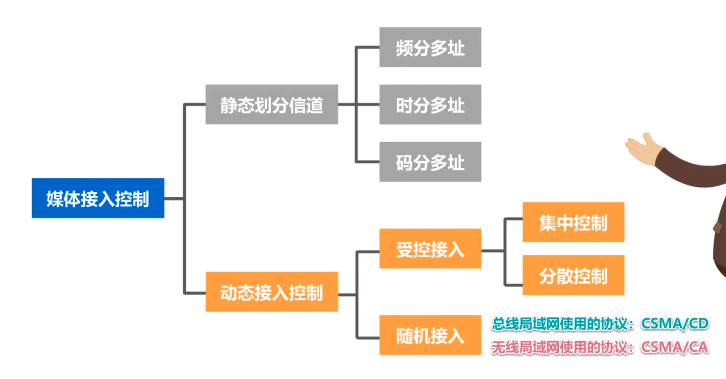 频分多址
静态划分信道
时分多址
码分多址
媒体接入控制
集中控制
受控接入
分散控制
动态接入控制
随机接入
总线局域网使用的协议：CSMA/CD
无线局域网使用的协议：CSMA/CA